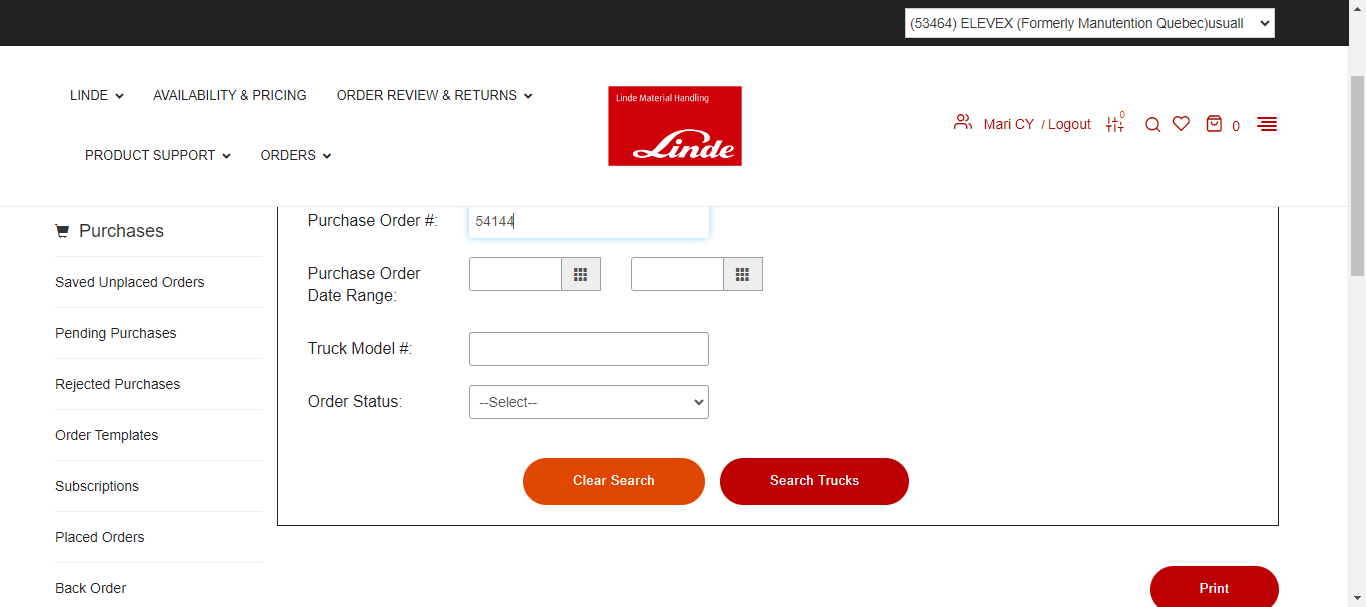 (53464) ELEVEX (Formerly Manutention Quebec)usuall
LINDE
AVAILABILITY & PRICING
ORDER REVIEW & RETURNS
PRODUCT SUPPORT
ORDERS
Linde Material Handling
Linde
Mari CY / Logout
0
0
Purchases
Saved Unplaced Orders
Pending Purchases
Rejected Purchases
Order Templates
Subscriptions
Placed Orders
Back Order
Purchase Order #:
54144
Purchase Order
Date Range:
Truck Model #:
Order Status:
--Select--
Clear Search
Search Trucks
Print